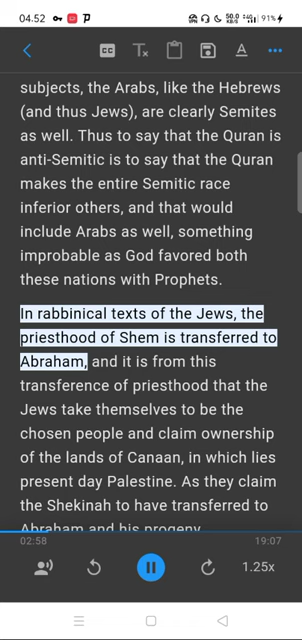 04.52
50.0 KB/S
4G
91%
CC
A
subjects, the Arabs, like the Hebrews
(and thus Jews), are clearly Semites
as well. Thus to say that the Quran is
anti-Semitic is to say that the Quran
makes the entire Semitic race
inferior others, and that would
include Arabs as well, something
improbable as God favored both
these nations with Prophets.
In rabbinical texts of the Jews, the
priesthood of Shem is transferred to
Abraham, and it is from this
transference of priesthood that the
Jews take themselves to be the
chosen people and claim ownership
of the lands of Canaan, in which lies
present day Palestine. As they claim
the Shekinah to have transferred to
Abraham and his progeny
02:58
19:07
1.25x